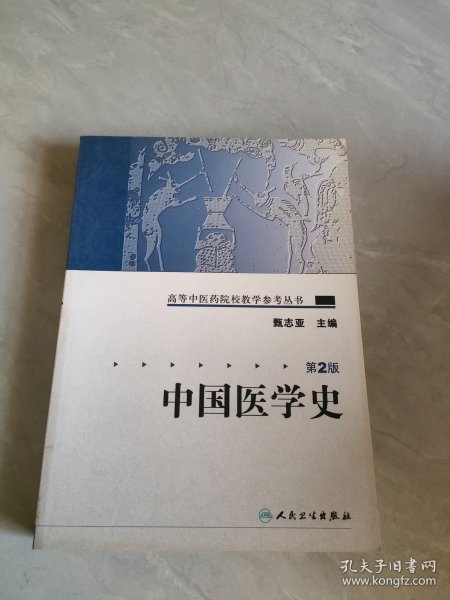 高等中医药院校教学参考丛书
甄志亚 主编
第2版
中国医学史
人民卫生出版社
孔夫子旧书网
www.kongfz.com